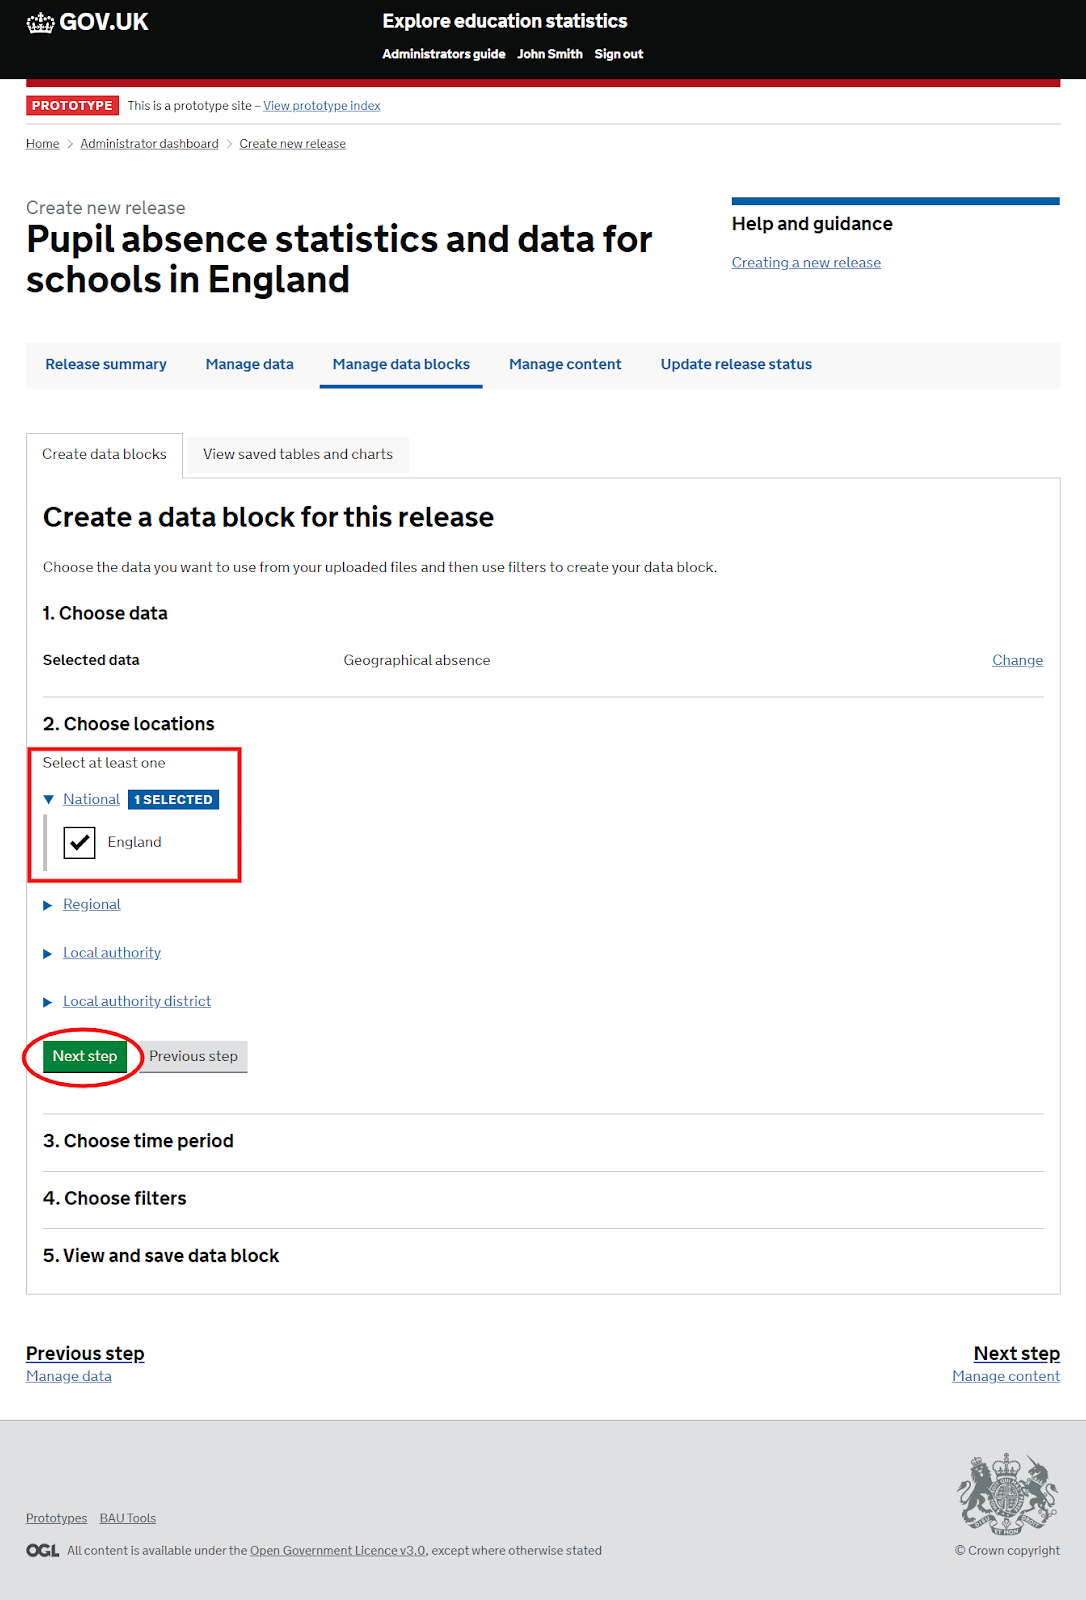 GOV.UK
Explore education statistics
Administrators guide John Smith Sign out
PROTOTYPE This is a prototype site – View prototype index
Home Administrator dashboard Create new release
Create new release
Pupil absence statistics and data for
schools in England
Help and guidance
Creating a new release
Release summary Manage data Manage data blocks Manage content Update release status
Create data blocks View saved tables and charts
Create a data block for this release
Choose the data you want to use from your uploaded files and then use filters to create your data block.
1. Choose data
Selected data Geographical absence Change
2. Choose locations
Select at least one
National 1 SELECTED
England
Regional
Local authority
Local authority district
Next step Previous step
3. Choose time period
4. Choose filters
5. View and save data block
Previous step
Manage data
Next step
Manage content
Prototypes BAU Tools
OGL All content is available under the Open Government Licence v3.0, except where otherwise stated
© Crown copyright